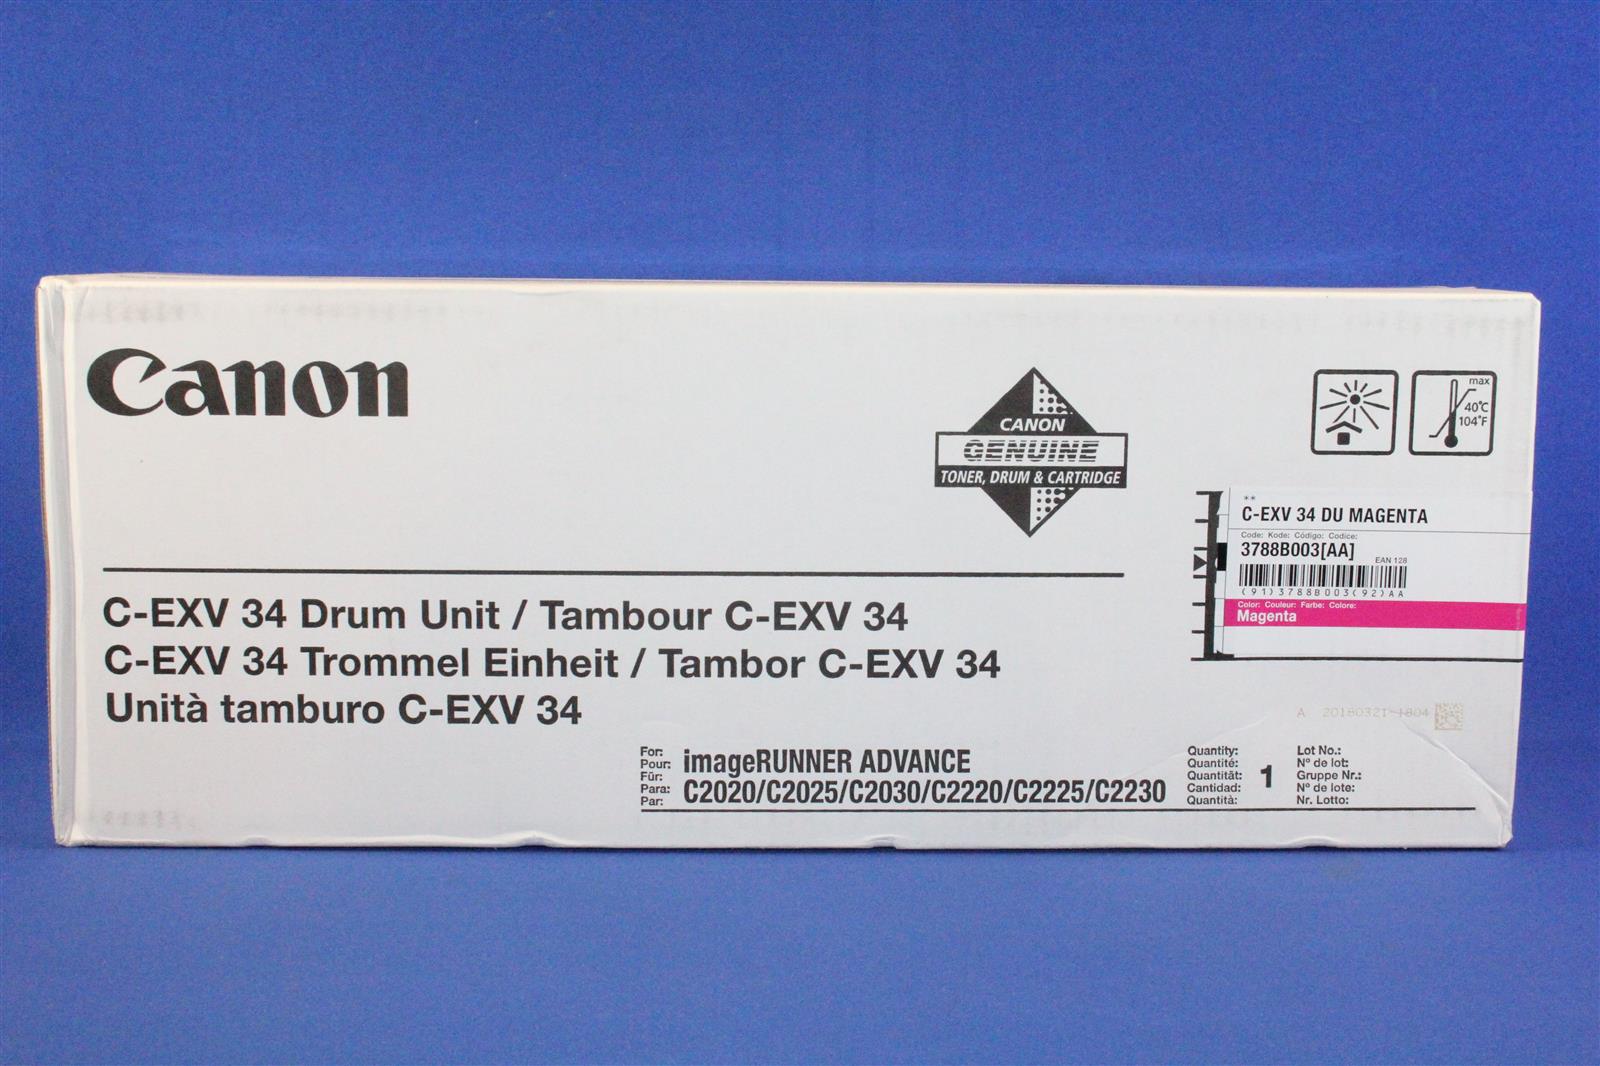 Canon
CANON
GENUINE
TONER, DRUM & CARTRIDGE
max
40°C
104°F
**
C-EXV 34 DU MAGENTA
Code: Kode: Código: Codice:
3788B003[AA]
EAN 128
(91)3788B003(92)AA
Color: Couleur: Farbe: Colore:
Magenta
C-EXV 34 Drum Unit / Tambour C-EXV 34
C-EXV 34 Trommel Einheit / Tambor C-EXV 34
Unità tamburo C-EXV 34
A 20180321-1804
For:
Pour:
Für:
Para:
Par:
imageRUNNER ADVANCE
C2020/C2025/C2030/C2220/C2225/C2230
Quantity:
Quantité:
Quantität:
Cantidad:
Quantità:
1
Lot No.:
Nº de lot:
Gruppe Nr.:
Nº de lote:
Nr. Lotto: